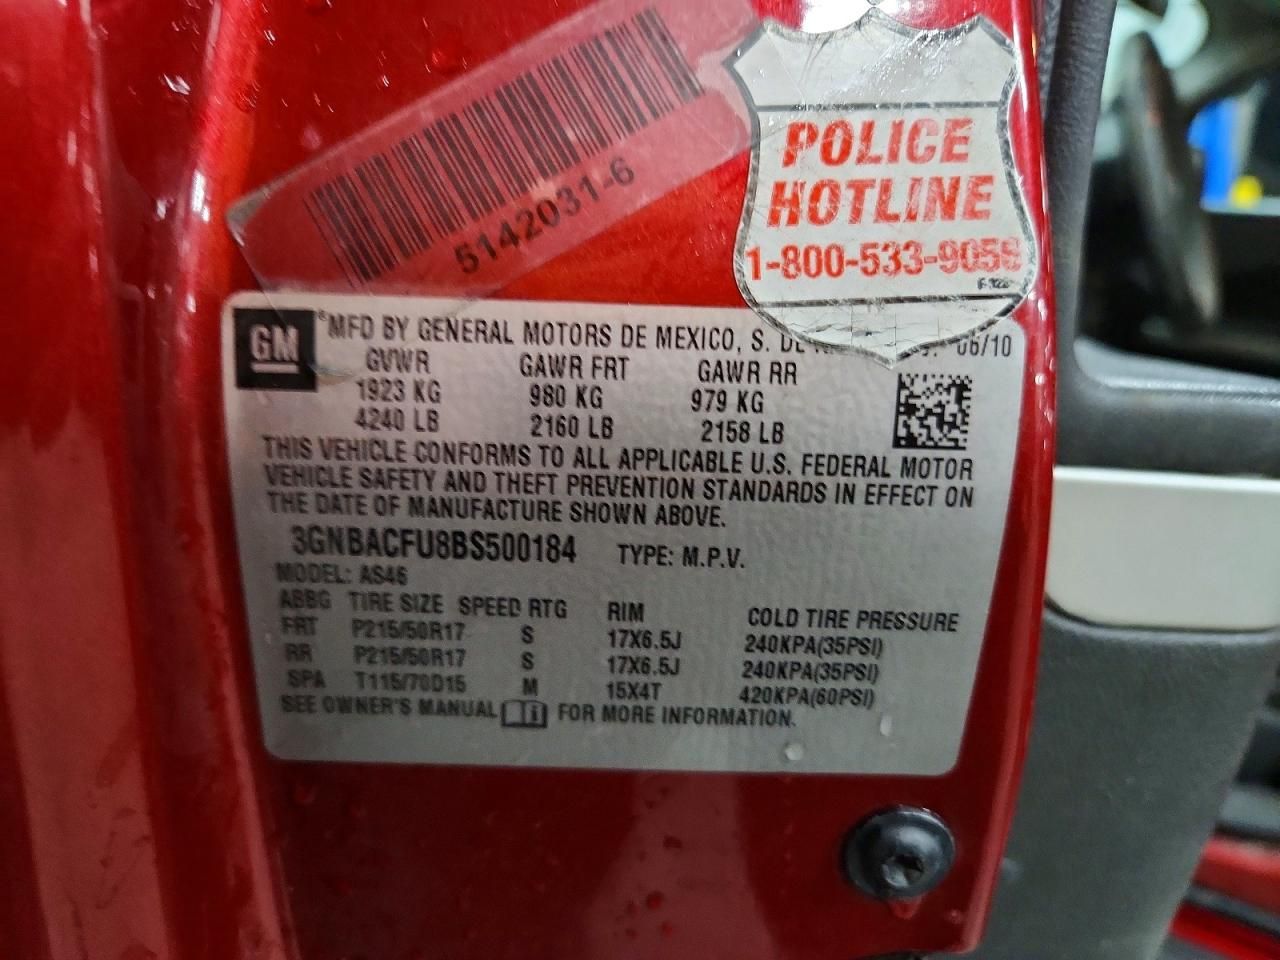 5142031-6
POLICE
HOTLINE
1-800-533-9056
GM
MFD BY GENERAL MOTORS DE MEXICO, S. DE 06/10
GVWR GAWR FRT GAWR RR
1923 KG 980 KG 979 KG
4240 LB 2160 LB 2158 LB
THIS VEHICLE CONFORMS TO ALL APPLICABLE U.S. FEDERAL MOTOR
VEHICLE SAFETY AND THEFT PREVENTION STANDARDS IN EFFECT ON
THE DATE OF MANUFACTURE SHOWN ABOVE.
3GNBACFU8BS500184 TYPE: M.P.V.
MODEL: AS46
ABBG TIRE SIZE SPEED RTG RIM COLD TIRE PRESSURE
FRT P215/50R17 S 17X6.5J 240KPA(35PSI)
RR P215/50R17 S 17X6.5J 240KPA(35PSI)
SPA T115/70D15 M 15X4T 420KPA(60PSI)
SEE OWNER'S MANUAL FOR MORE INFORMATION.